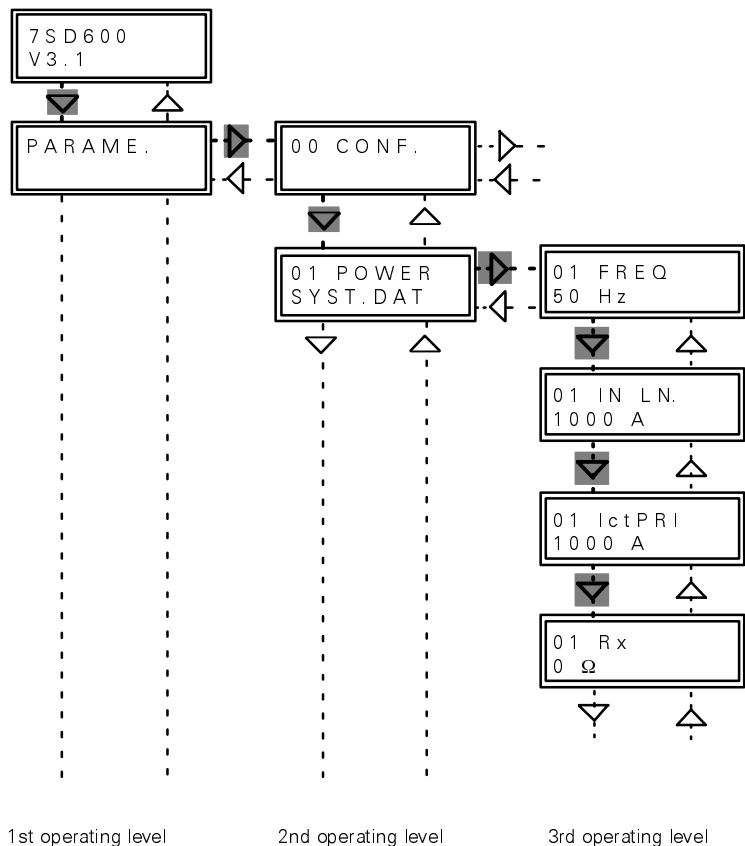 7SD600
V3.1
PARAME.
00 CONF.
01 POWER
SYST.DAT
01 FREQ
50 Hz
01 IN LN.
1000 A
01 IctPRI
1000 A
01 Rx
0 Ω
1st operating level
2nd operating level
3rd operating level